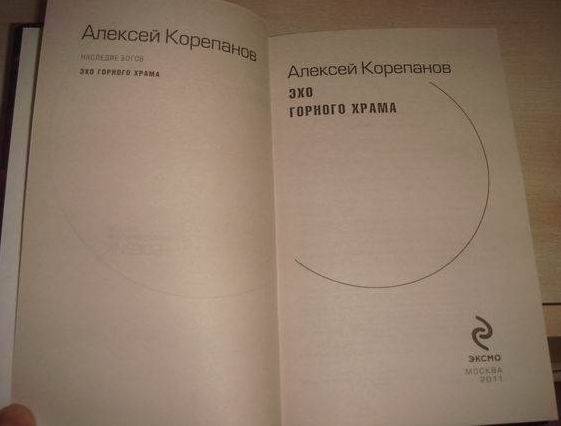 Алексей Корепанов
НАСЛЕДИЕ БОГОВ
ЭХО ГОРНОГО ХРАМА
Алексей Корепанов
ЭХО
ГОРНОГО ХРАМА
ЭКСМО
МОСКВА
2011